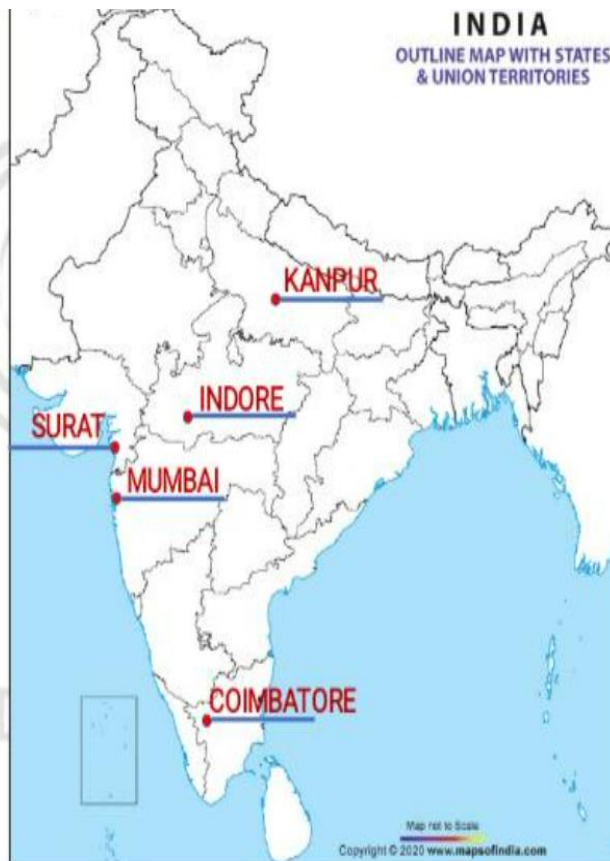 INDIA
OUTLINE MAP WITH STATES
& UNION TERRITORIES
KANPUR
INDORE
SURAT
MUMBAI
COIMBATORE
Map not to Scale
Copyright © 2020 www.mapsofindia.com